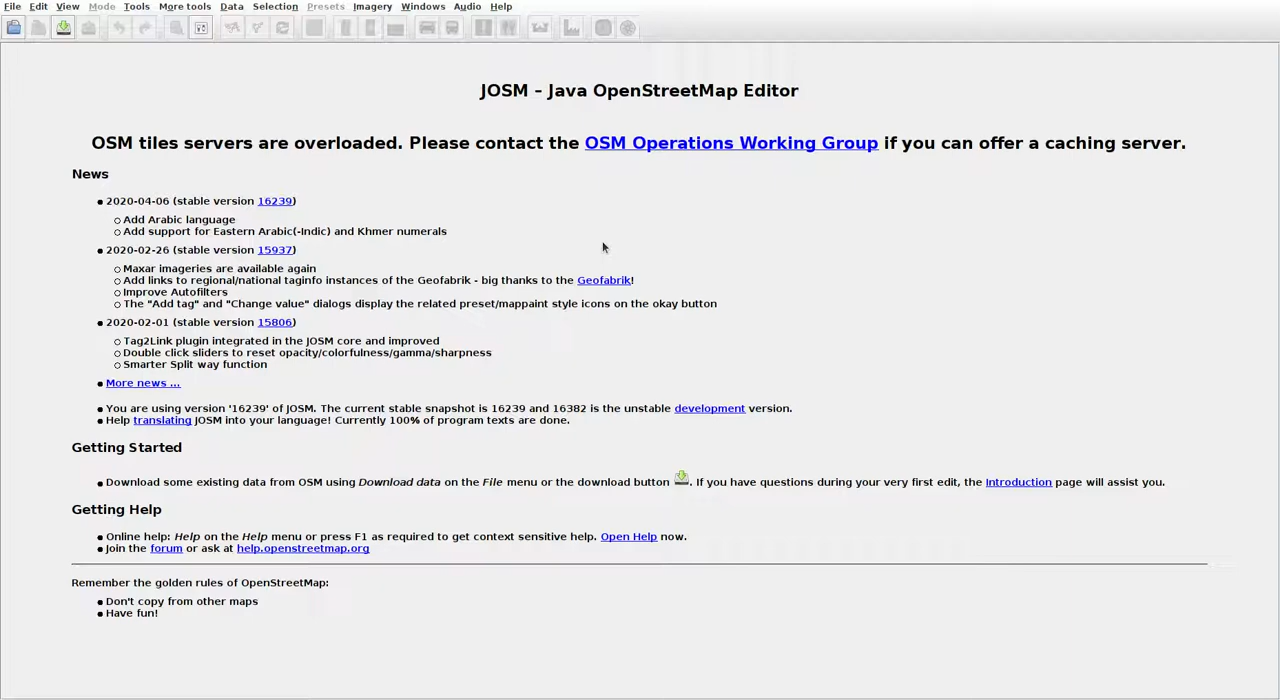 File Edit View Mode Tools More tools Data Selection Presets Imagery Windows Audio Help
JOSM – Java OpenStreetMap Editor
OSM tiles servers are overloaded. Please contact the OSM Operations Working Group if you can offer a caching server.
News
2020-04-06 (stable version 16239)
Add Arabic language
Add support for Eastern Arabic(-Indic) and Khmer numerals
2020-02-26 (stable version 15937)
Maxar imageries are available again
Add links to regional/national taginfo instances of the Geofabrik - big thanks to the Geofabrik!
Improve Autofilters
The "Add tag" and "Change value" dialogs display the related preset/mappaint style icons on the okay button
2020-02-01 (stable version 15806)
Tag2Link plugin integrated in the JOSM core and improved
Double click sliders to reset opacity/colorfulness/gamma/sharpness
Smarter Split way function
More news ...
You are using version '16239' of JOSM. The current stable snapshot is 16239 and 16382 is the unstable development version.
Help translating JOSM into your language! Currently 100% of program texts are done.
Getting Started
Download some existing data from OSM using Download data on the File menu or the download button . If you have questions during your very first edit, the Introduction page will assist you.
Getting Help
Online help: Help on the Help menu or press F1 as required to get context sensitive help. Open Help now.
Join the forum or ask at help.openstreetmap.org
Remember the golden rules of OpenStreetMap:
Don't copy from other maps
Have fun!